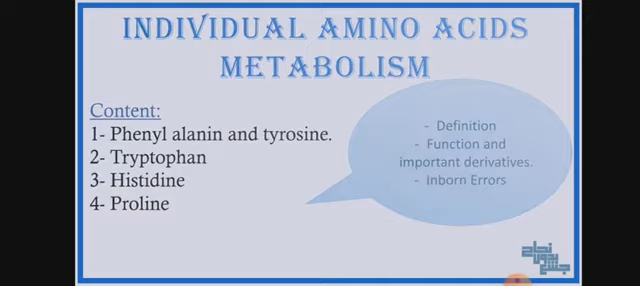 INDIVIDUAL AMINO ACIDS
METABOLISM
Content:
1- Phenyl alanin and tyrosine.
2- Tryptophan
3- Histidine
4- Proline
- Definition
- Function and
important derivatives.
- Inborn Errors